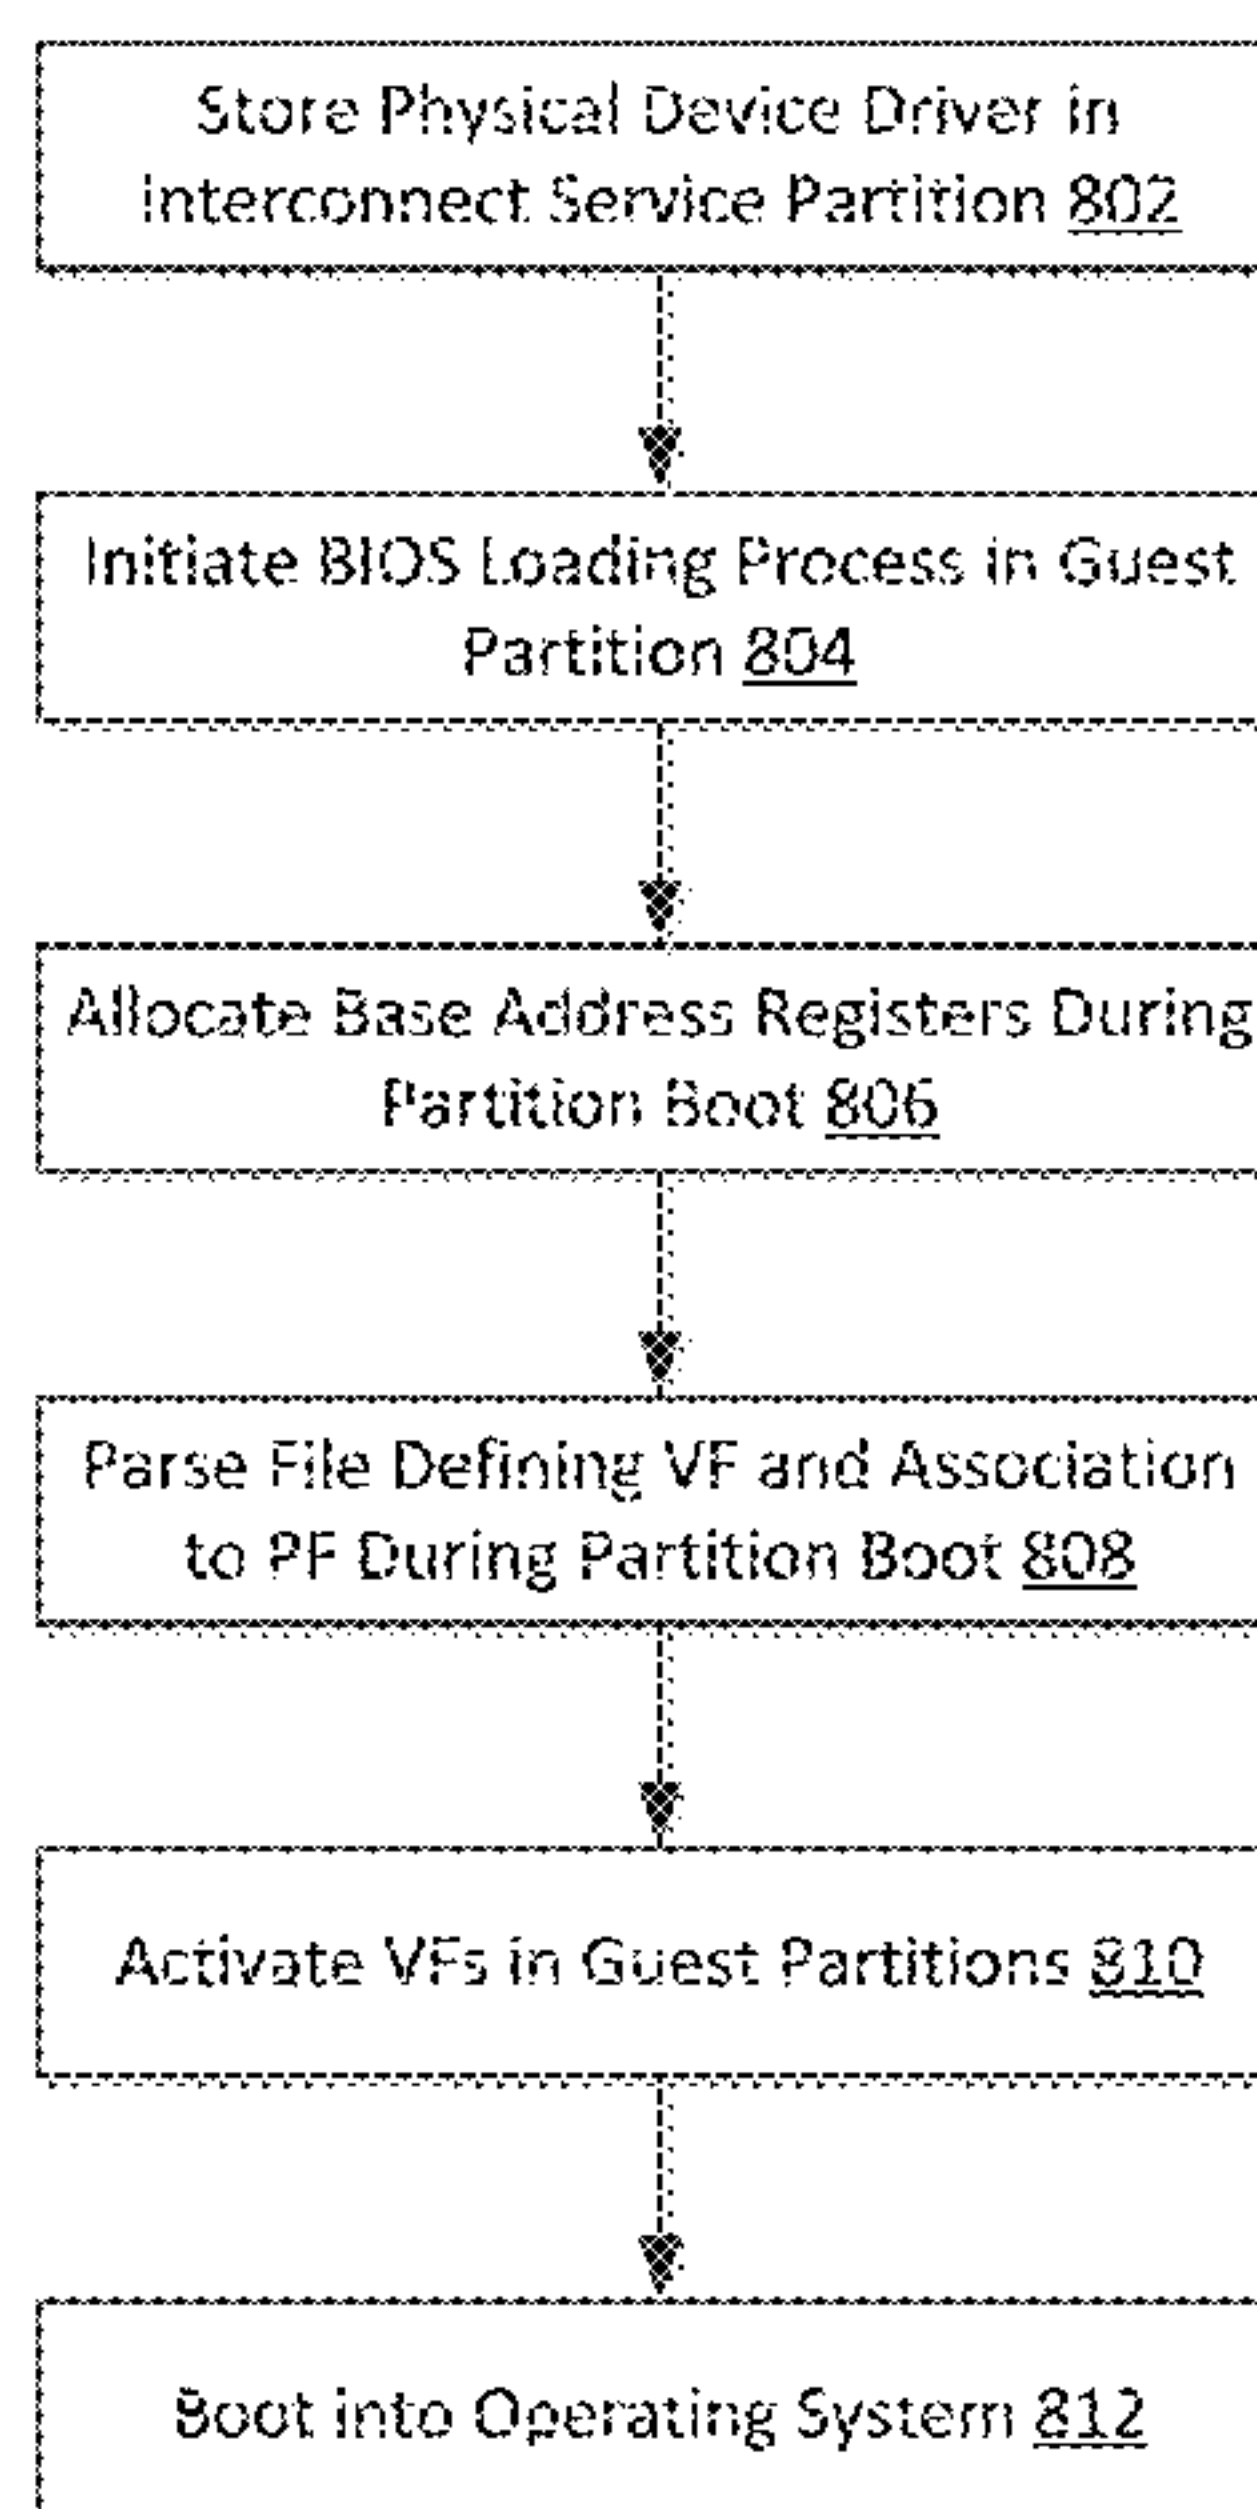 Store Physical Device Driver in
Interconnect Service Partition 802
Initiate BIOS Loading Process in Guest
Partition 804
Allocate Base Address Registers During
Partition Boot 806
Parse File Defining VF and Association
to PF During Partition Boot 808
Activate VFs in Guest Partitions 810
Boot into Operating System 812